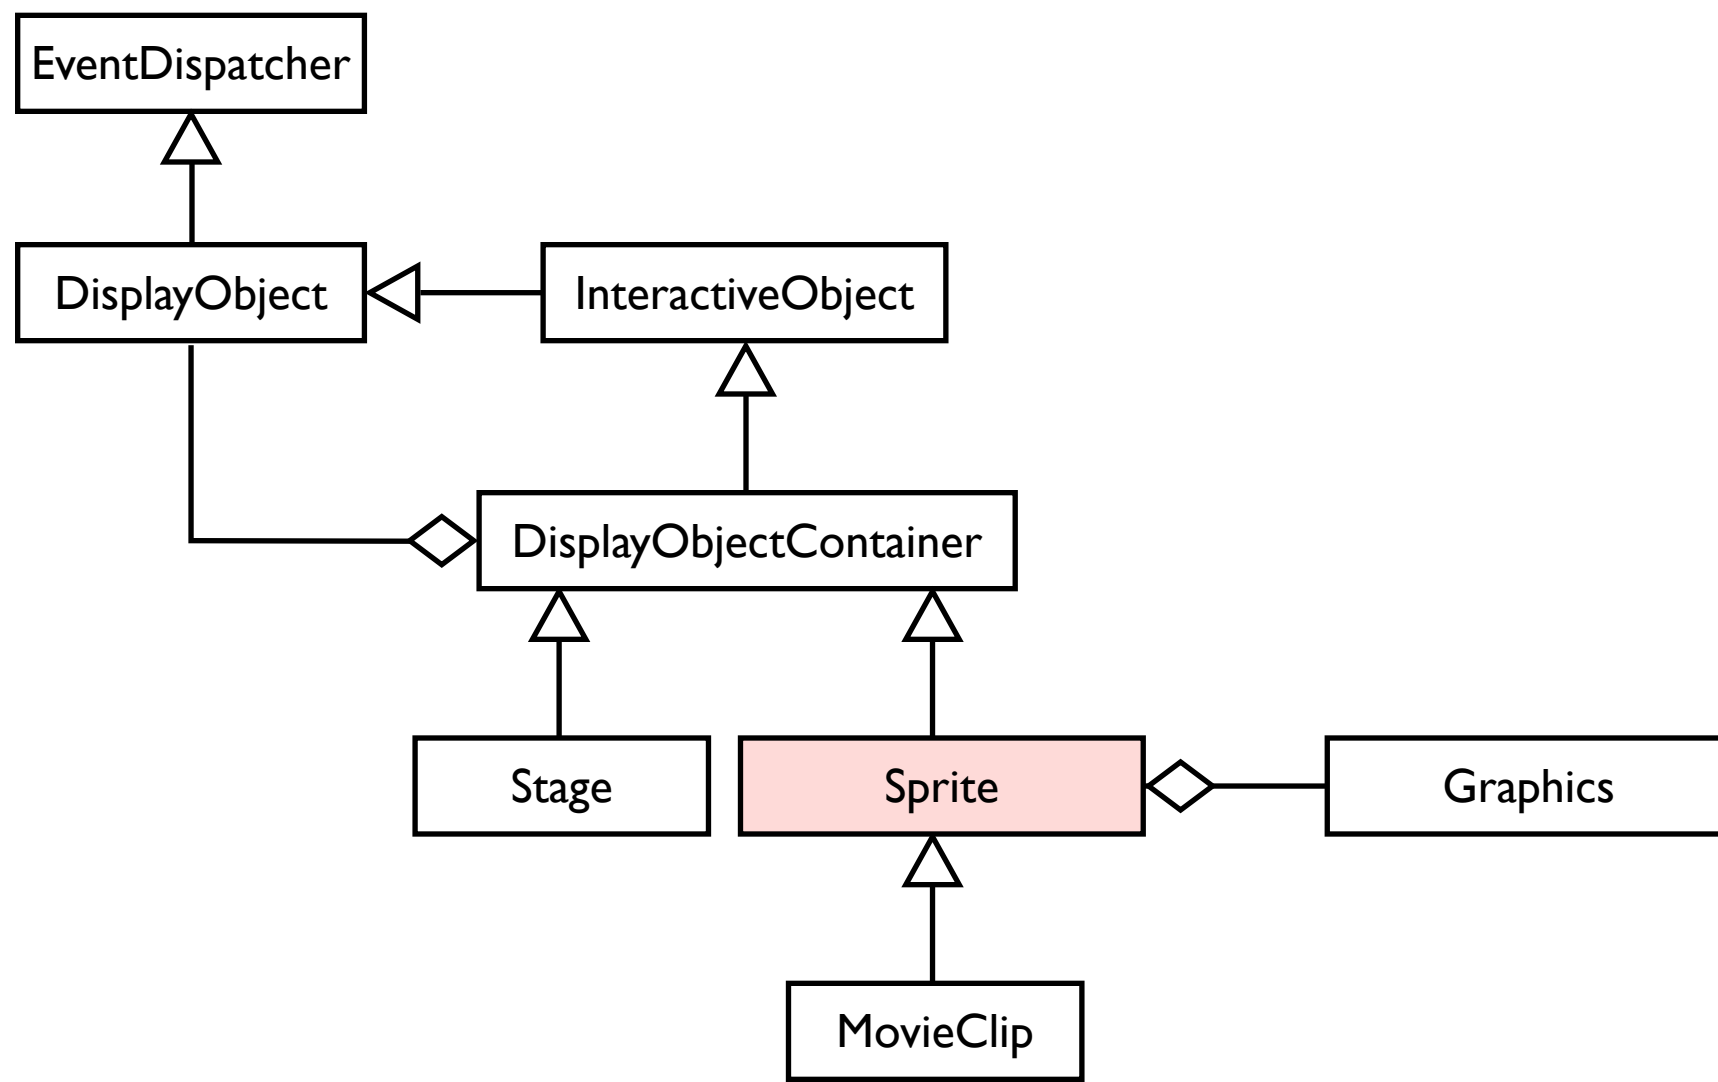 EventDispatcher
DisplayObject
InteractiveObject
DisplayObjectContainer
Stage
Sprite
Graphics
MovieClip